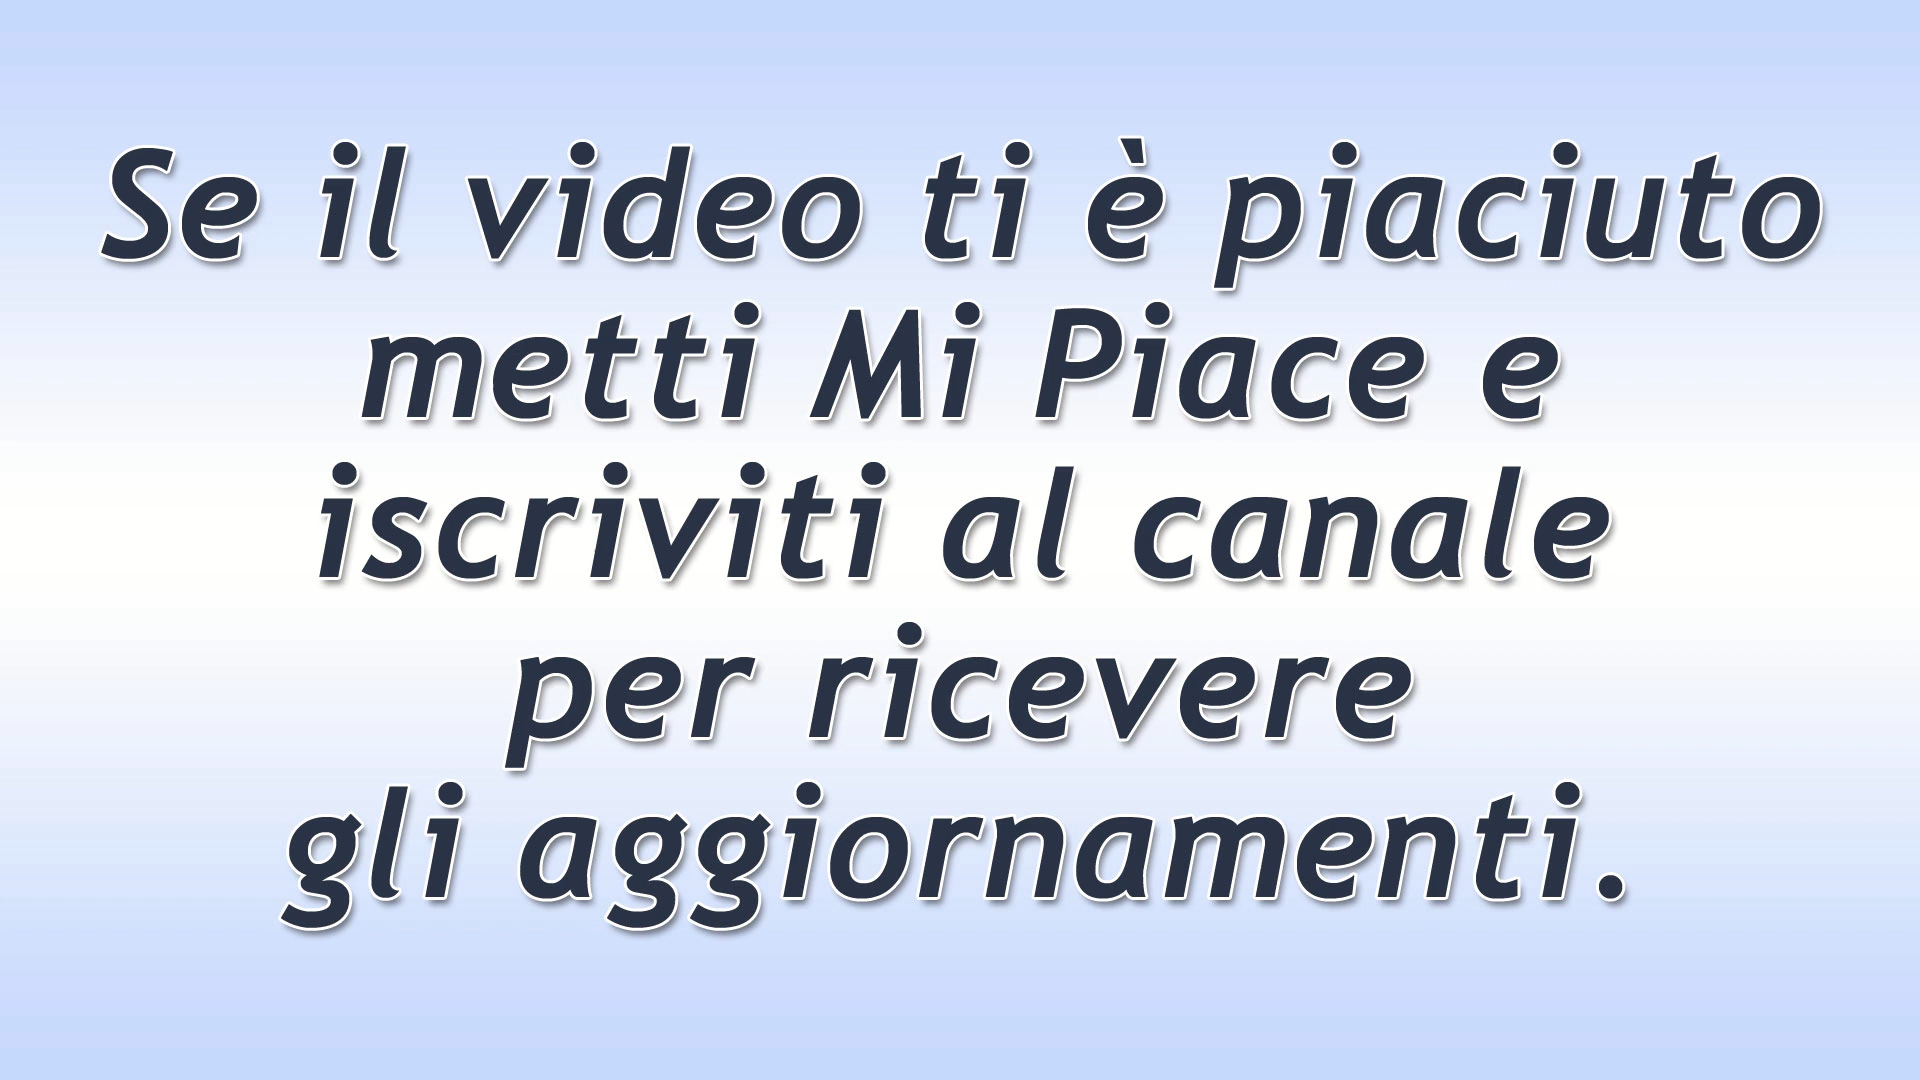 Se il video ti è piaciuto
metti Mi Piace e
iscriviti al canale
per ricevere
gli aggiornamenti.